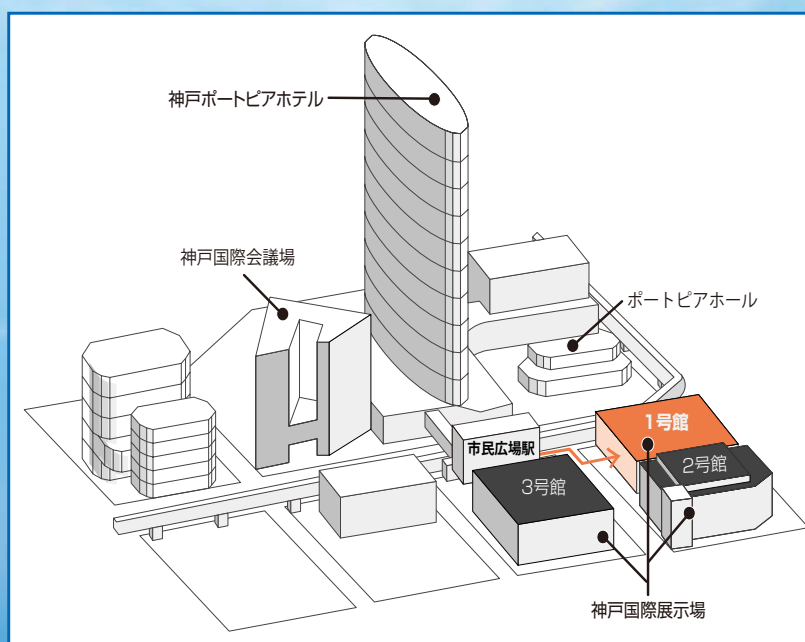 神戸ポートピアホテル
神戸国際会議場
ポートピアホール
1号館
市民広場駅
2号館
3号館
神戸国際展示場